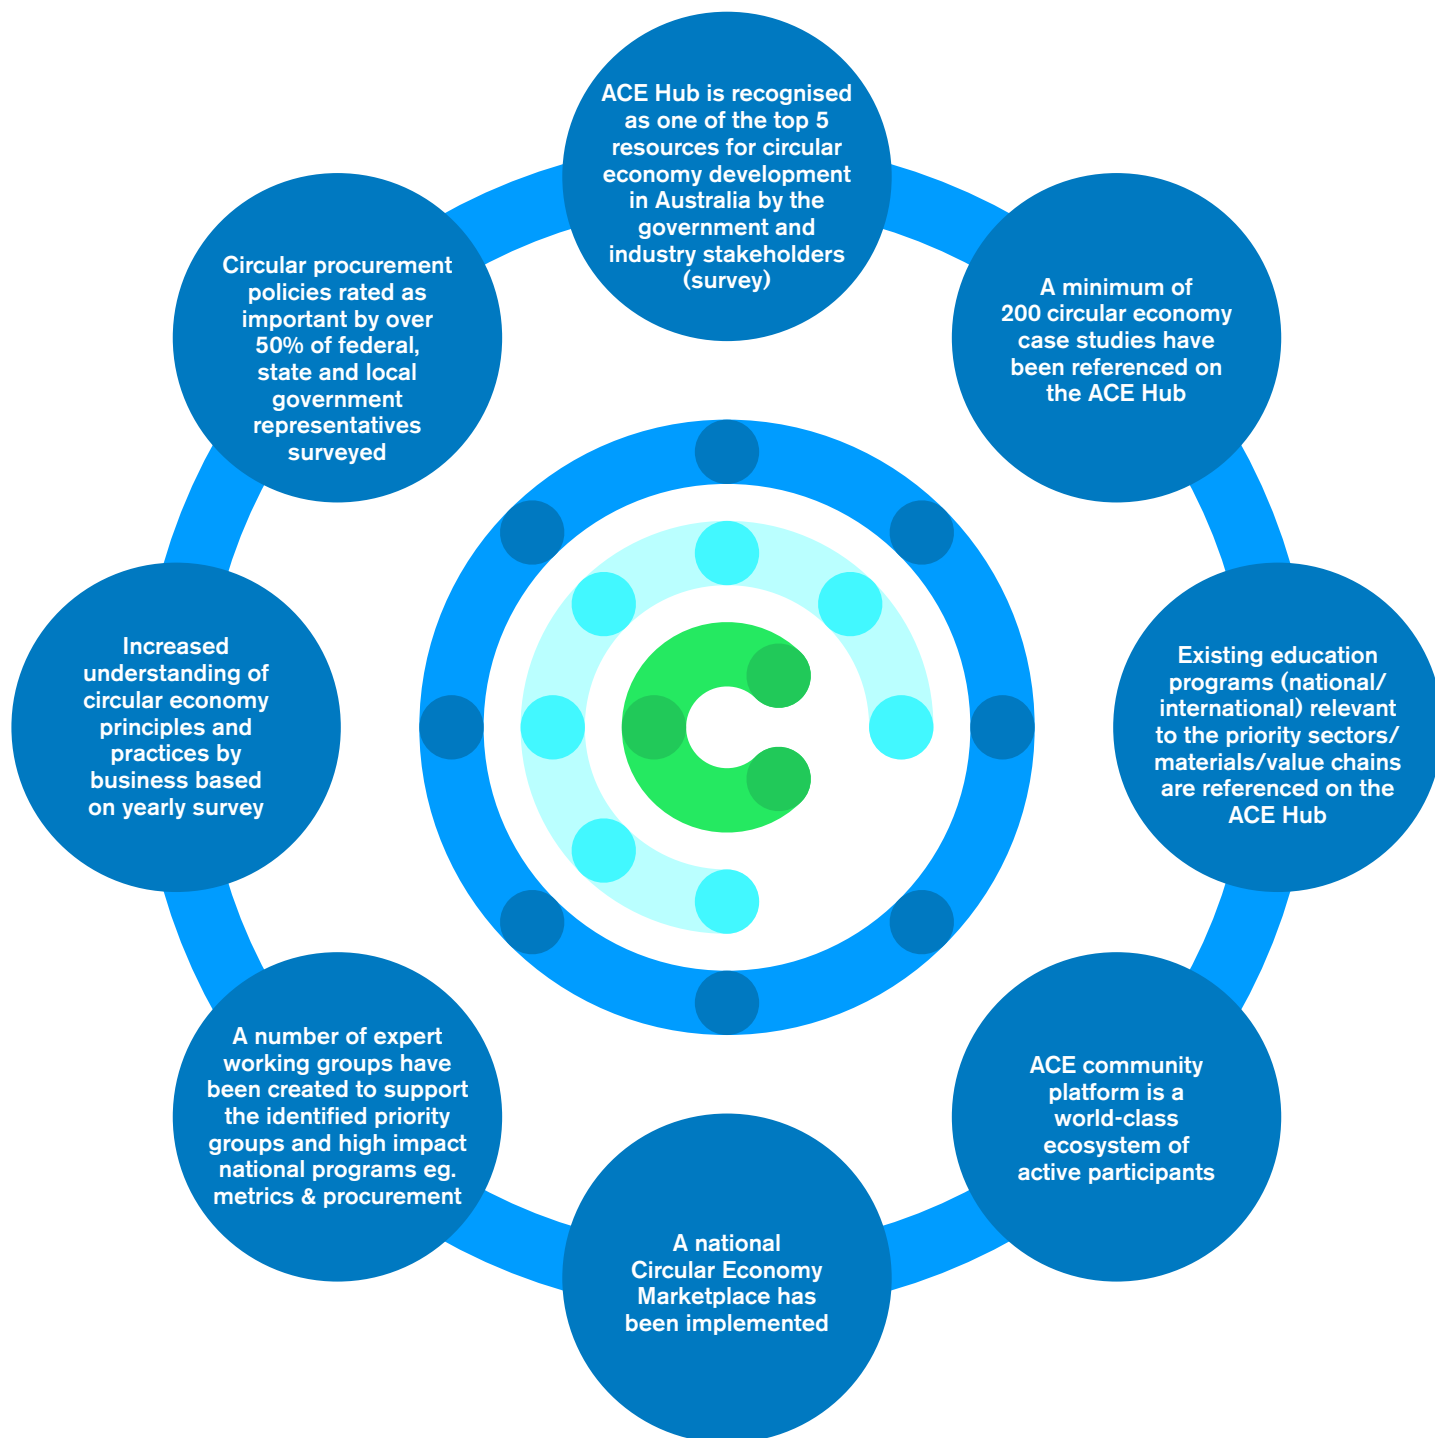 ACE Hub is recognised
as one of the top 5
resources for circular
economy development
in Australia by the
government and
industry stakeholders
(survey)
A minimum of
200 circular economy
case studies have
been referenced on
the ACE Hub
Existing education
programs (national/
international) relevant
to the priority sectors/
materials/value chains
are referenced on the
ACE Hub
ACE community
platform is a
world-class
ecosystem of
active participants
A national
Circular Economy
Marketplace has
been implemented
A number of expert
working groups have
been created to support
the identified priority
groups and high impact
national programs eg.
metrics & procurement
Increased
understanding of
circular economy
principles and
practices by
business based
on yearly survey
Circular procurement
policies rated as
important by over
50% of federal,
state and local
government
representatives
surveyed